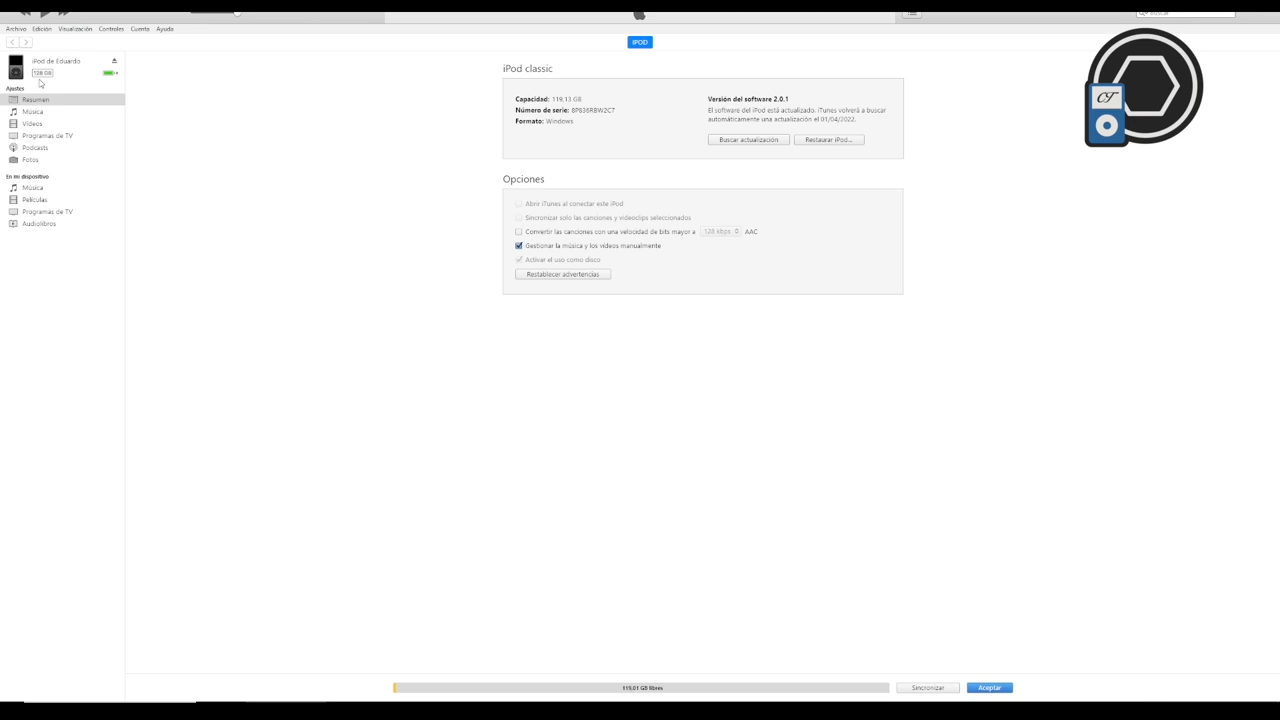 Buscar
Archivo Edición Visualización Controles Cuenta Ayuda
IPOD
iPod de Eduardo
128 GB
Ajustes
Resumen
Música
Vídeos
Programas de TV
Podcasts
Fotos
En mi dispositivo
Música
Películas
Programas de TV
Audiolibros
iPod classic
Capacidad: 119,13 GB
Número de serie: 8P836RBW2C7
Formato: Windows
Versión del software 2.0.1
El software del iPod está actualizado. iTunes volverá a buscar
automáticamente una actualización el 01/04/2022.
Buscar actualización
Restaurar iPod...
Opciones
Abrir iTunes al conectar este iPod
Sincronizar solo las canciones y videoclips seleccionados
Convertir las canciones con una velocidad de bits mayor a 128 kbps AAC
Gestionar la música y los vídeos manualmente
Activar el uso como disco
Restablecer advertencias
119,01 GB libres
Sincronizar
Aceptar
CT